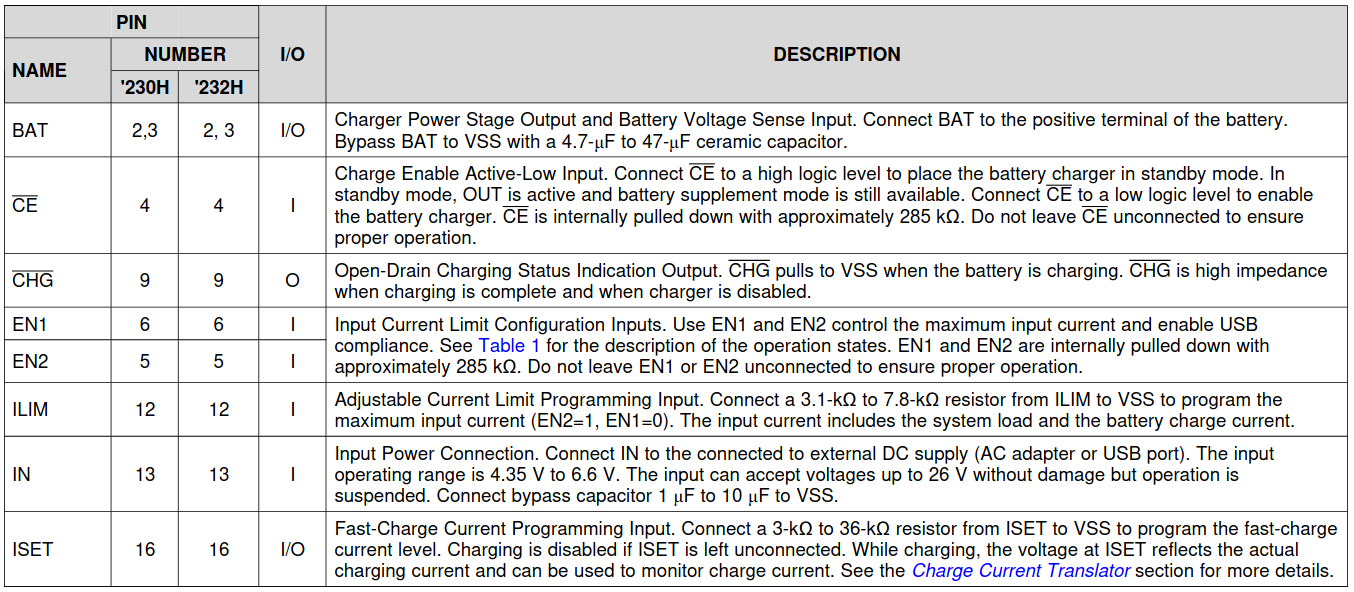 PIN
I/O
DESCRIPTION
NAME
NUMBER
'230H
'232H
BAT
2,3
2, 3
I/O
Charger Power Stage Output and Battery Voltage Sense Input. Connect BAT to the positive terminal of the battery.
Bypass BAT to VSS with a 4.7-μF to 47-μF ceramic capacitor.
C̅E̅
4
4
I
Charge Enable Active-Low Input. Connect C̅E̅ to a high logic level to place the battery charger in standby mode. In
standby mode, OUT is active and battery supplement mode is still available. Connect C̅E̅ to a low logic level to enable
the battery charger. C̅E̅ is internally pulled down with approximately 285 kΩ. Do not leave C̅E̅ unconnected to ensure
proper operation.
C̅H̅G̅
9
9
O
Open-Drain Charging Status Indication Output. C̅H̅G̅ pulls to VSS when the battery is charging. C̅H̅G̅ is high impedance
when charging is complete and when charger is disabled.
EN1
6
6
I
Input Current Limit Configuration Inputs. Use EN1 and EN2 control the maximum input current and enable USB
compliance. See Table 1 for the description of the operation states. EN1 and EN2 are internally pulled down with
approximately 285 kΩ. Do not leave EN1 or EN2 unconnected to ensure proper operation.
EN2
5
5
I
ILIM
12
12
I
Adjustable Current Limit Programming Input. Connect a 3.1-kΩ to 7.8-kΩ resistor from ILIM to VSS to program the
maximum input current (EN2=1, EN1=0). The input current includes the system load and the battery charge current.
IN
13
13
I
Input Power Connection. Connect IN to the connected to external DC supply (AC adapter or USB port). The input
operating range is 4.35 V to 6.6 V. The input can accept voltages up to 26 V without damage but operation is
suspended. Connect bypass capacitor 1 μF to 10 μF to VSS.
ISET
16
16
I/O
Fast-Charge Current Programming Input. Connect a 3-kΩ to 36-kΩ resistor from ISET to VSS to program the fast-charge
current level. Charging is disabled if ISET is left unconnected. While charging, the voltage at ISET reflects the actual
charging current and can be used to monitor charge current. See the Charge Current Translator section for more details.